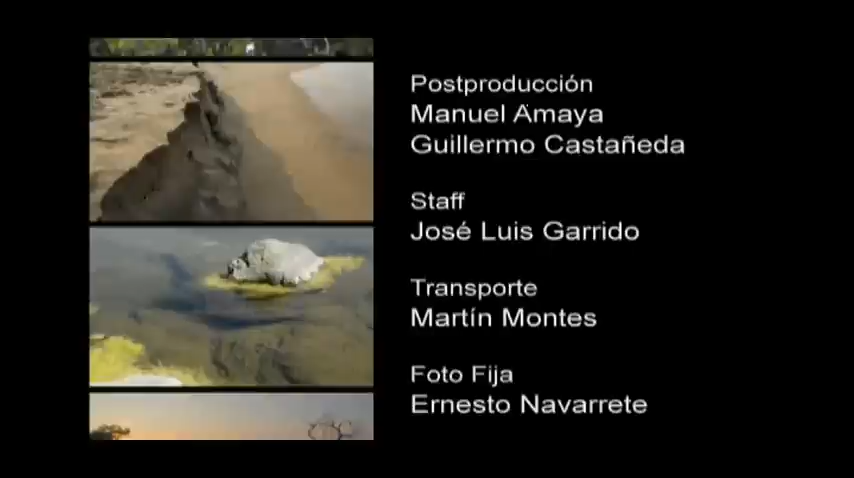 Postproducción
Manuel Amaya
Guillermo Castañeda
Staff
José Luis Garrido
Transporte
Martín Montes
Foto Fija
Ernesto Navarrete